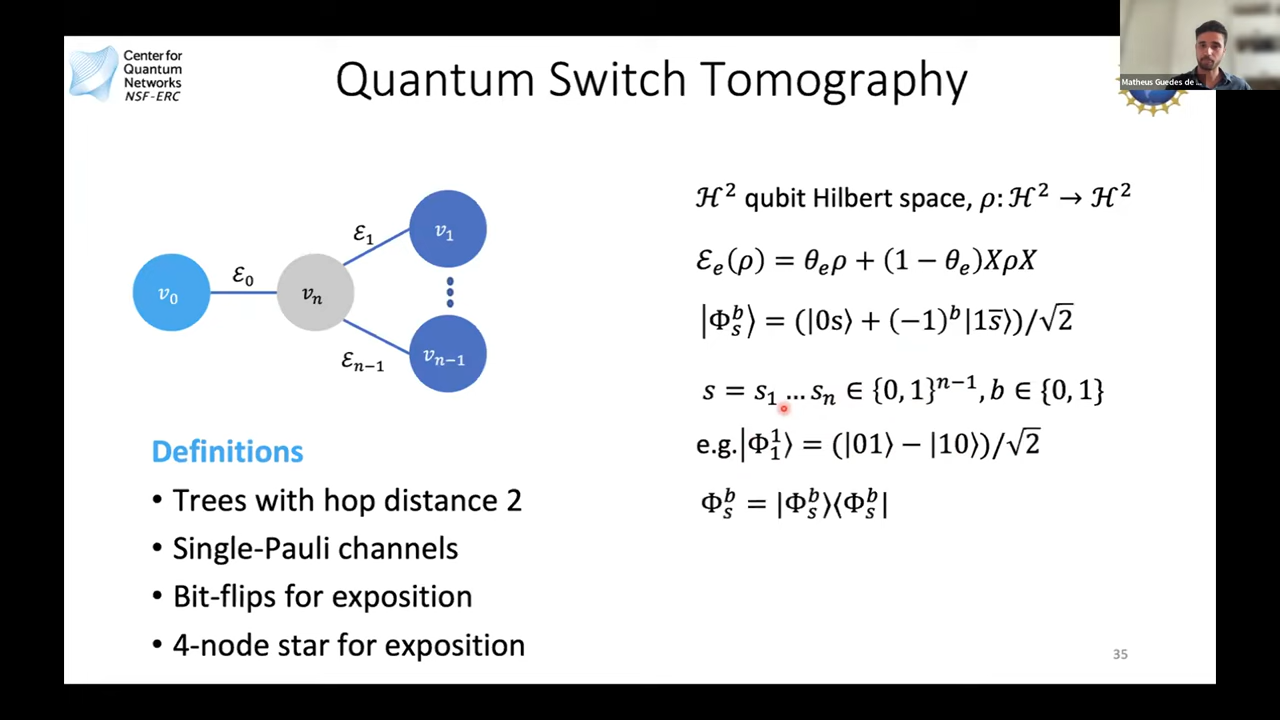 Center for
Quantum
Networks
NSF-ERC
Quantum Switch Tomography
Matheus Guedes de
ℋ² qubit Hilbert space, ρ: ℋ² → ℋ²
ℰₑ(ρ) = θₑρ + (1 − θₑ)XρX
|Φₛᵇ⟩ = (|0s⟩ + (−1)ᵇ|1s̅⟩)/√2
s = s₁ … sₙ ∈ {0, 1}ⁿ⁻¹, b ∈ {0, 1}
e.g.|Φ₁¹⟩ = (|01⟩ − |10⟩)/√2
Φₛᵇ = |Φₛᵇ⟩⟨Φₛᵇ|
v₀
ℰ₀
vₙ
ℰ₁
v₁
ℰₙ₋₁
vₙ₋₁
Definitions
• Trees with hop distance 2
• Single-Pauli channels
• Bit-flips for exposition
• 4-node star for exposition
35